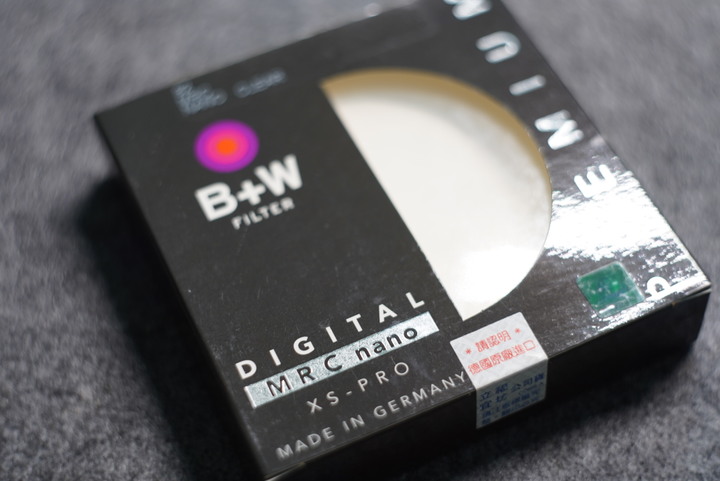 B+W
FILTER
DIGITAL
MRC nano
XS-PRO
MADE IN GERMANY
PREMIUM
請認明
德國原廠進口